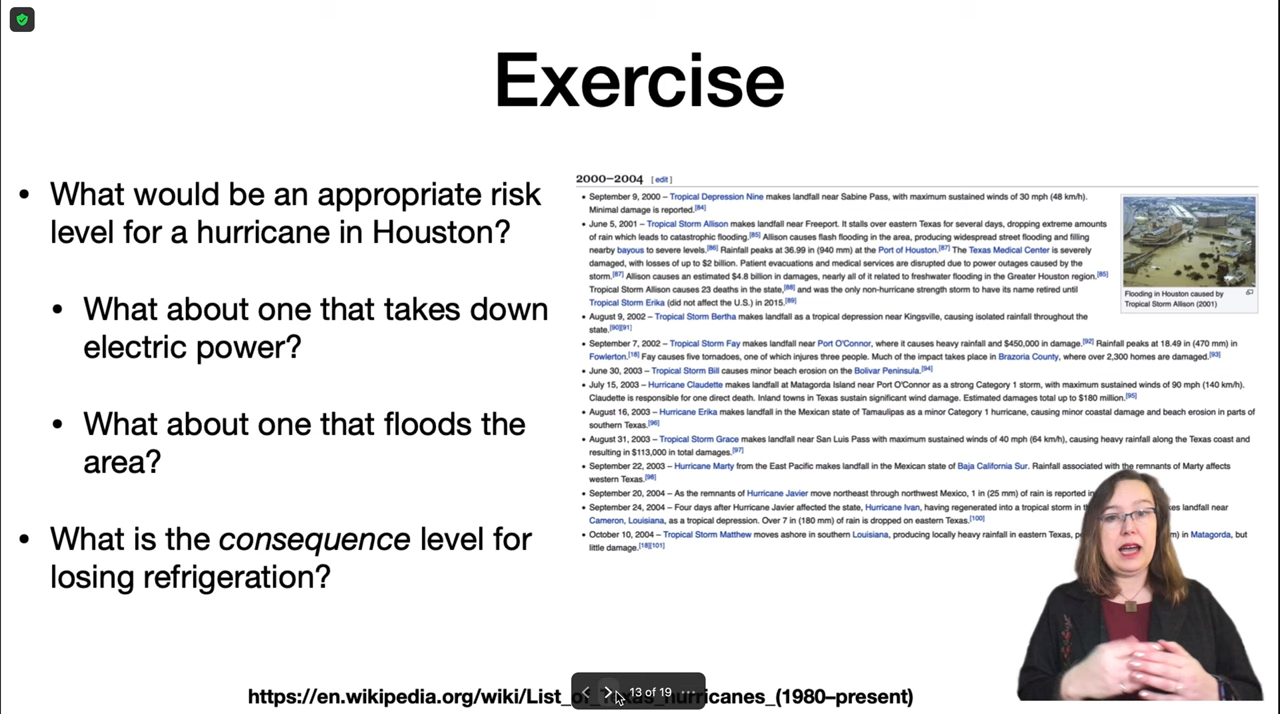 Exercise
• What would be an appropriate risk
level for a hurricane in Houston?
• What about one that takes down
electric power?
• What about one that floods the
area?
• What is the consequence level for
losing refrigeration?
2000–2004 [ edit ]
• September 9, 2000 – Tropical Depression Nine makes landfall near Sabine Pass, with maximum sustained winds of 30 mph (48 km/h).
Minimal damage is reported.[84]
• June 5, 2001 – Tropical Storm Allison makes landfall near Freeport. It stalls over eastern Texas for several days, dropping extreme amounts
of rain which leads to catastrophic flooding.[85] Allison causes flash flooding in the area, producing widespread street flooding and filling
nearby bayous to severe levels.[86] Rainfall peaks at 36.99 in (940 mm) at the Port of Houston.[87] The Texas Medical Center is severely
damaged, with losses of up to $2 billion. Patient evacuations and medical services are disrupted due to power outages caused by the
storm.[87] Allison causes an estimated $4.8 billion in damages, nearly all of it related to freshwater flooding in the Greater Houston region.[85]
Tropical Storm Allison causes 23 deaths in the state,[88] and was the only non-hurricane strength storm to have its name retired until
Tropical Storm Erika (did not affect the U.S.) in 2015.[89]
• August 9, 2002 – Tropical Storm Bertha makes landfall as a tropical depression near Kingsville, causing isolated rainfall throughout the
state.[90][91]
• September 7, 2002 – Tropical Storm Fay makes landfall near Port O'Connor, where it causes heavy rainfall and $450,000 in damage.[92] Rainfall peaks at 18.49 in (470 mm) in
Fowlerton.[18] Fay causes five tornadoes, one of which injures three people. Much of the impact takes place in Brazoria County, where over 2,300 homes are damaged.[93]
• June 30, 2003 – Tropical Storm Bill causes minor beach erosion on the Bolivar Peninsula.[94]
• July 15, 2003 – Hurricane Claudette makes landfall at Matagorda Island near Port O'Connor as a strong Category 1 storm, with maximum sustained winds of 90 mph (140 km/h).
Claudette is responsible for one direct death. Inland towns in Texas sustain significant wind damage. Estimated damages total up to $180 million.[95]
• August 16, 2003 – Hurricane Erika makes landfall in the Mexican state of Tamaulipas as a minor Category 1 hurricane, causing minor coastal damage and beach erosion in parts of
southern Texas.[96]
• August 31, 2003 – Tropical Storm Grace makes landfall near San Luis Pass with maximum sustained winds of 40 mph (64 km/h), causing heavy rainfall along the Texas coast and
resulting in $113,000 in total damages.[97]
• September 22, 2003 – Hurricane Marty from the East Pacific makes landfall in the Mexican state of Baja California Sur. Rainfall associated with the remnants of Marty affects
western Texas.[98]
• September 20, 2004 – As the remnants of Hurricane Javier move northeast through northwest Mexico, 1 in (25 mm) of rain is reported in
• September 24, 2004 – Four days after Hurricane Javier affected the state, Hurricane Ivan, having regenerated into a tropical storm in landfall near
Cameron, Louisiana, as a tropical depression. Over 7 in (180 mm) of rain is dropped on eastern Texas.[100]
• October 10, 2004 – Tropical Storm Matthew moves ashore in southern Louisiana, producing locally heavy rainfall in eastern Texas, in Matagorda, but
little damage.[18][101]
Flooding in Houston caused by
Tropical Storm Allison (2001)
https://en.wikipedia.org/wiki/List_of_Texas_hurricanes_(1980–present)
13 of 19